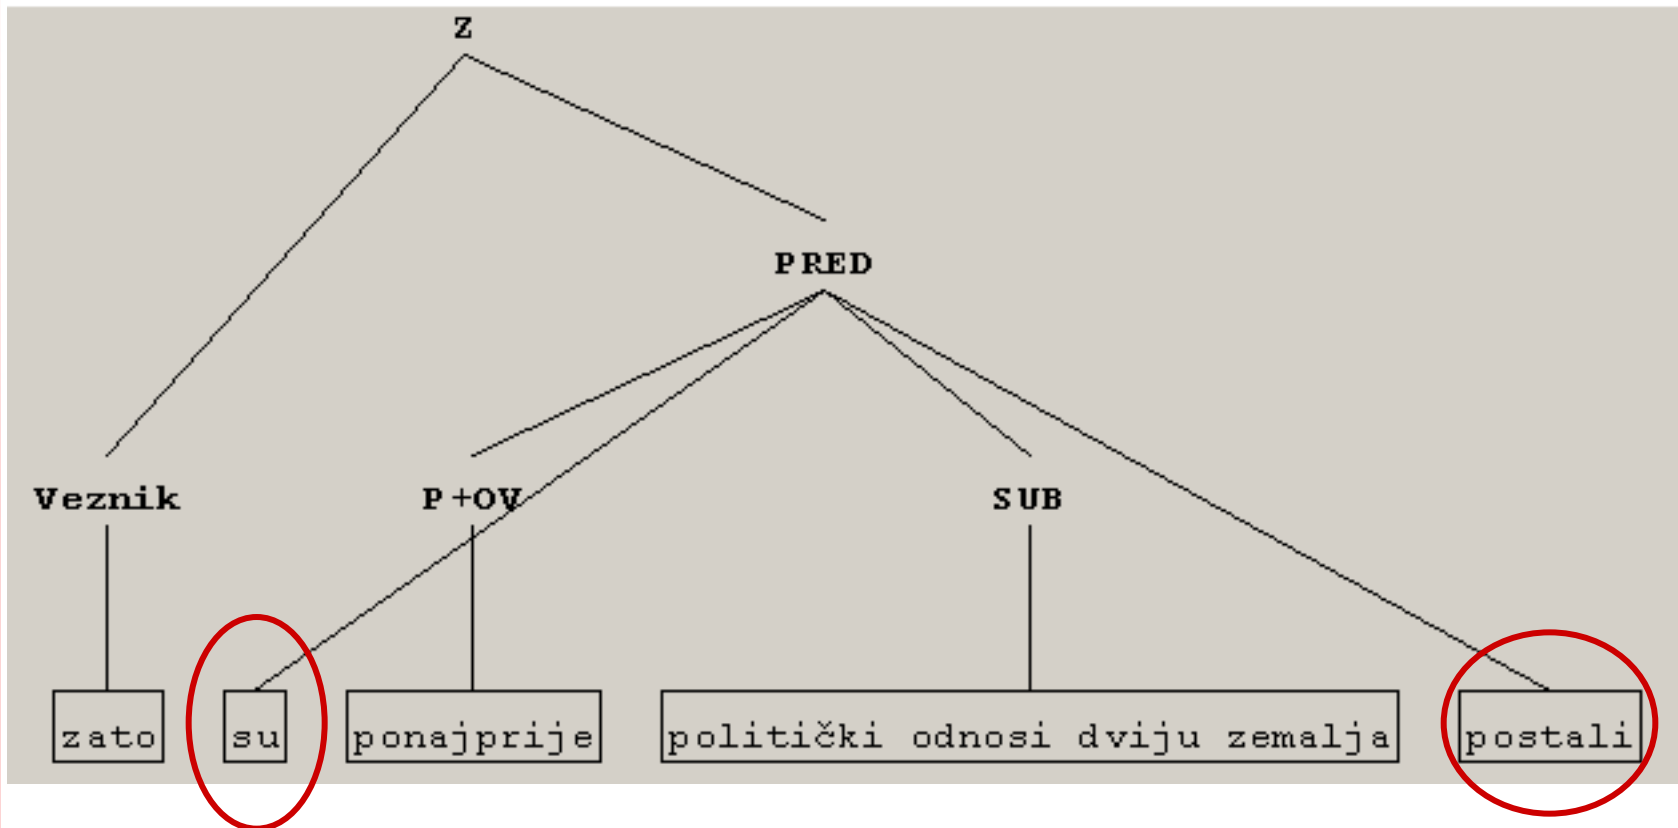 Z
PRED
Veznik P+OV SUB
zato su ponajprije politički odnosi dviju zemalja postali